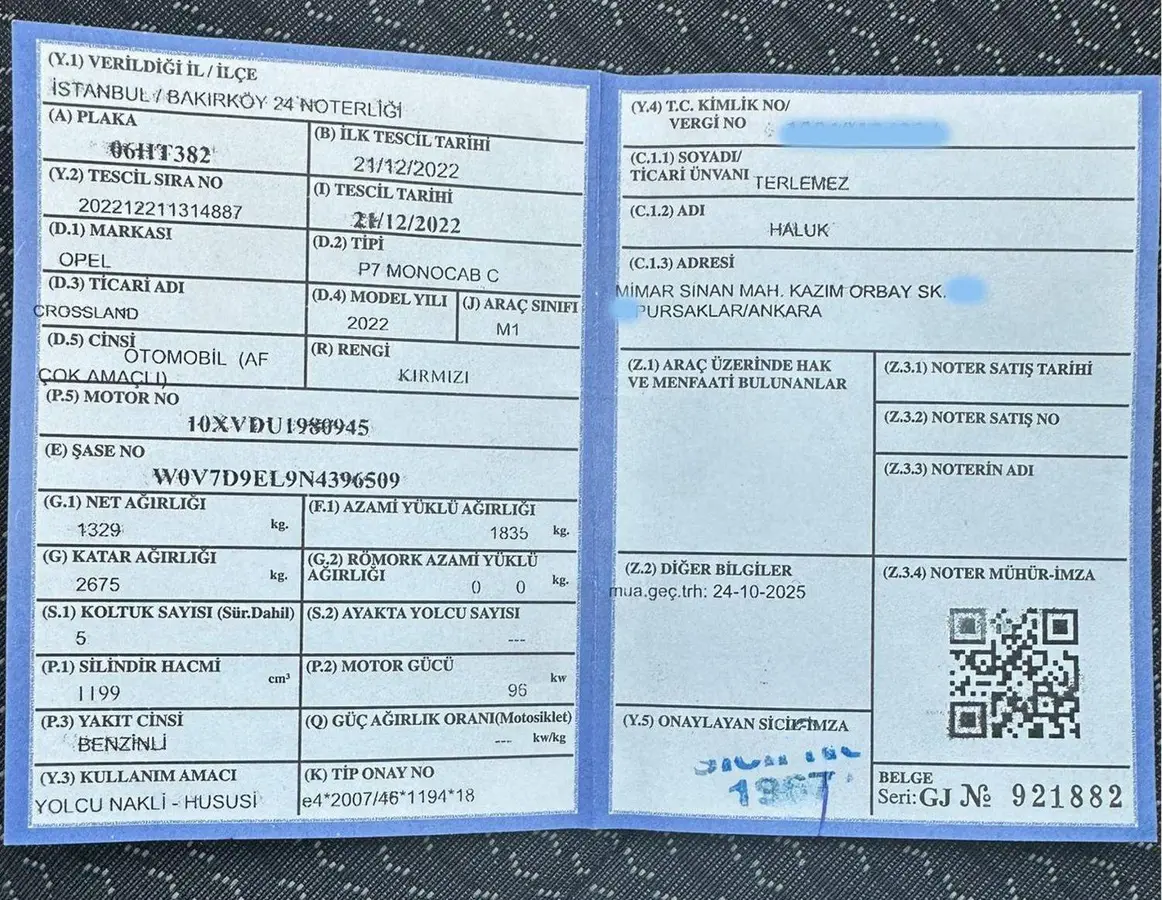 (Y.1) VERİLDİĞİ İL / İLÇE
İSTANBUL / BAKIRKÖY 24 NOTERLİĞİ
(A) PLAKA
06HT382
(B) İLK TESCİL TARİHİ
21/12/2022
(Y.2) TESCİL SIRA NO
202212211314887
(I) TESCİL TARİHİ
21/12/2022
(D.1) MARKASI
OPEL
(D.2) TİPİ
P7 MONOCAB C
(D.3) TİCARİ ADI
CROSSLAND
(D.4) MODEL YILI
2022
(J) ARAÇ SINIFI
M1
(D.5) CİNSİ
OTOMOBİL (AF
ÇOK AMAÇLI)
(R) RENGİ
KIRMIZI
(P.5) MOTOR NO
10XVDU1980945
(E) ŞASE NO
W0V7D9EL9N4396509
(G.1) NET AĞIRLIĞI
1329 kg.
(F.1) AZAMİ YÜKLÜ AĞIRLIĞI
1835 kg.
(G) KATAR AĞIRLIĞI
2675 kg.
(G.2) RÖMORK AZAMİ YÜKLÜ
AĞIRLIĞI
0 0 kg.
(S.1) KOLTUK SAYISI (Sür.Dahil)
5
(S.2) AYAKTA YOLCU SAYISI
---
(P.1) SİLİNDİR HACMİ
1199 cm³
(P.2) MOTOR GÜCÜ
96 kw
(P.3) YAKIT CİNSİ
BENZİNLİ
(Q) GÜÇ AĞIRLIK ORANI(Motosiklet)
--- kw/kg
(Y.3) KULLANIM AMACI
YOLCU NAKLİ - HUSUSİ
(K) TİP ONAY NO
e4*2007/46*1194*18
(Y.4) T.C. KİMLİK NO/
VERGİ NO
(C.1.1) SOYADI/
TİCARİ ÜNVANI
TERLEMEZ
(C.1.2) ADI
HALUK
(C.1.3) ADRESİ
MİMAR SİNAN MAH. KAZIM ORBAY SK.
PURSAKLAR/ANKARA
(Z.1) ARAÇ ÜZERİNDE HAK
VE MENFAATİ BULUNANLAR
(Z.3.1) NOTER SATIŞ TARİHİ
(Z.3.2) NOTER SATIŞ NO
(Z.3.3) NOTERİN ADI
(Z.2) DİĞER BİLGİLER
mua.geç.trh: 24-10-2025
(Z.3.4) NOTER MÜHÜR-İMZA
(Y.5) ONAYLAYAN SİCİL-İMZA
1967
BELGE
Seri: GJ № 921882